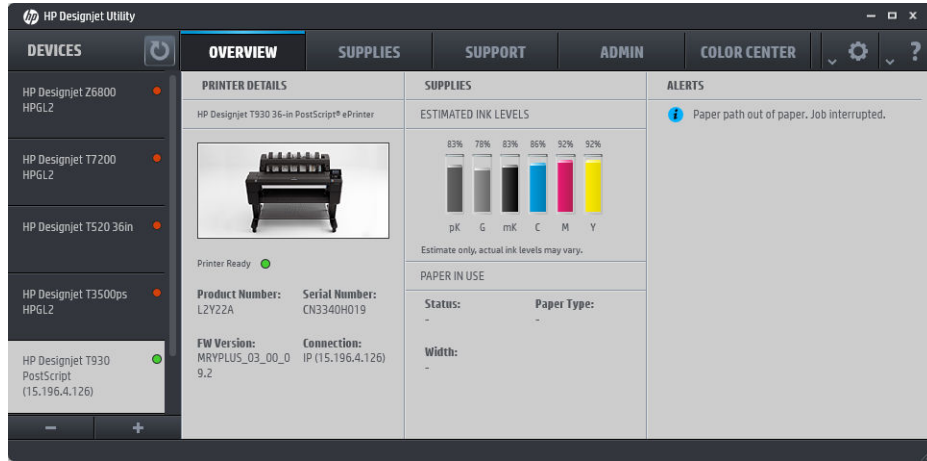 HP Designjet Utility
DEVICES
OVERVIEW
SUPPLIES
SUPPORT
ADMIN
COLOR CENTER
?
HP Designjet Z6800
HPGL2
HP Designjet T7200
HPGL2
HP Designjet T520 36in
HP Designjet T3500ps
HPGL2
HP Designjet T930
PostScript
(15.196.4.126)
PRINTER DETAILS
HP Designjet T930 36-in PostScript® ePrinter
Printer Ready
Product Number:
L2Y22A
Serial Number:
CN3340H019
FW Version:
MRYPLUS_03_00_0
9.2
Connection:
IP (15.196.4.126)
SUPPLIES
ESTIMATED INK LEVELS
83% 78% 83% 86% 92% 92%
pK G mK C M Y
Estimate only, actual ink levels may vary.
PAPER IN USE
Status:
-
Paper Type:
-
Width:
-
ALERTS
Paper path out of paper. Job interrupted.